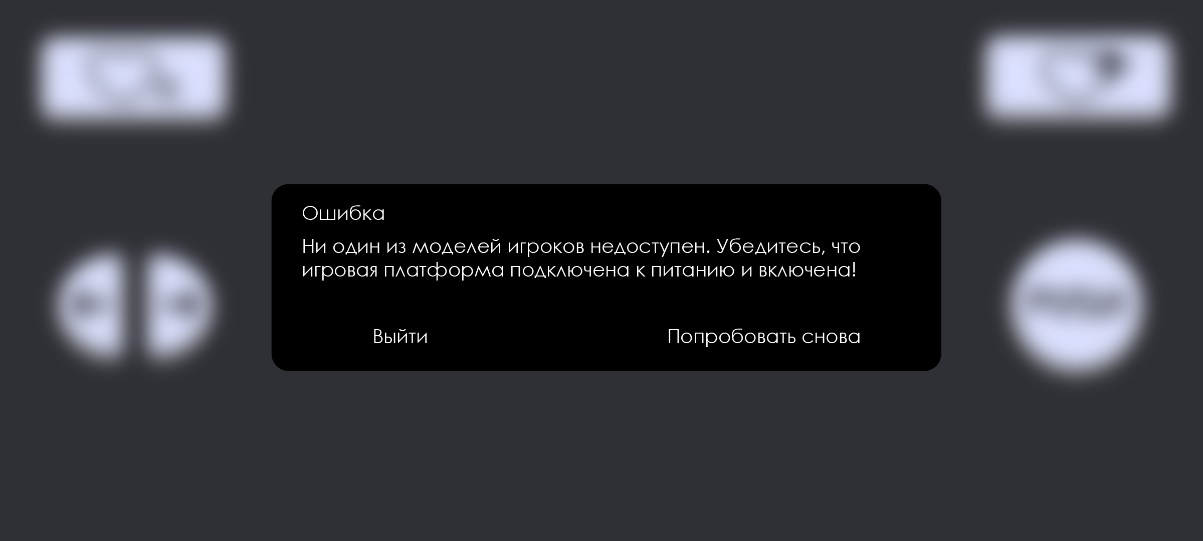 Ошибка
Ни один из моделей игроков недоступен. Убедитесь, что
игровая платформа подключена к питанию и включена!
Выйти
Попробовать снова